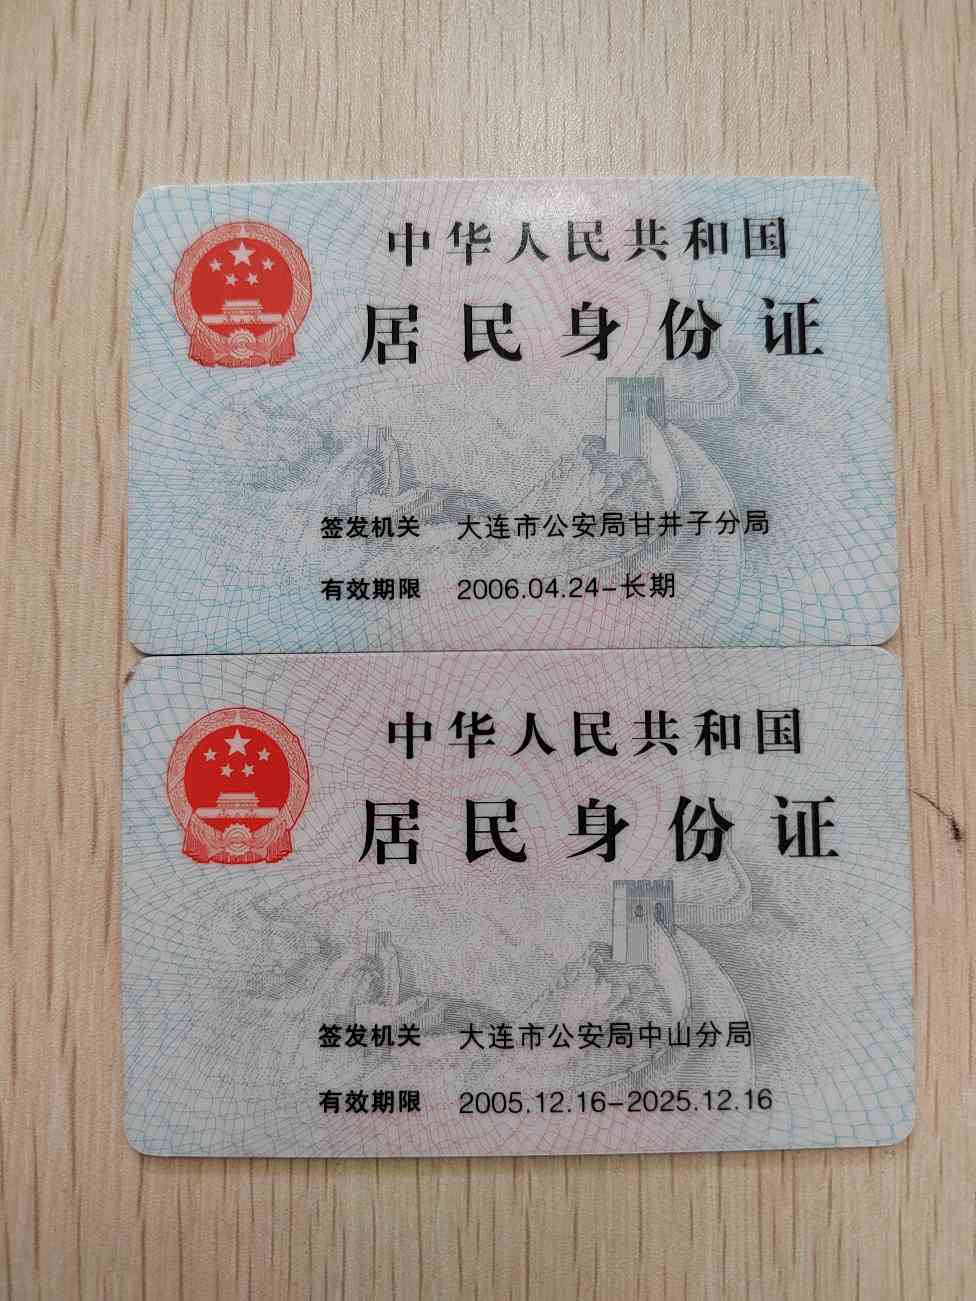 中华人民共和国
居民身份证
签发机关 大连市公安局甘井子分局
有效期限 2006.04.24-长期
中华人民共和国
居民身份证
签发机关 大连市公安局中山分局
有效期限 2005.12.16-2025.12.16